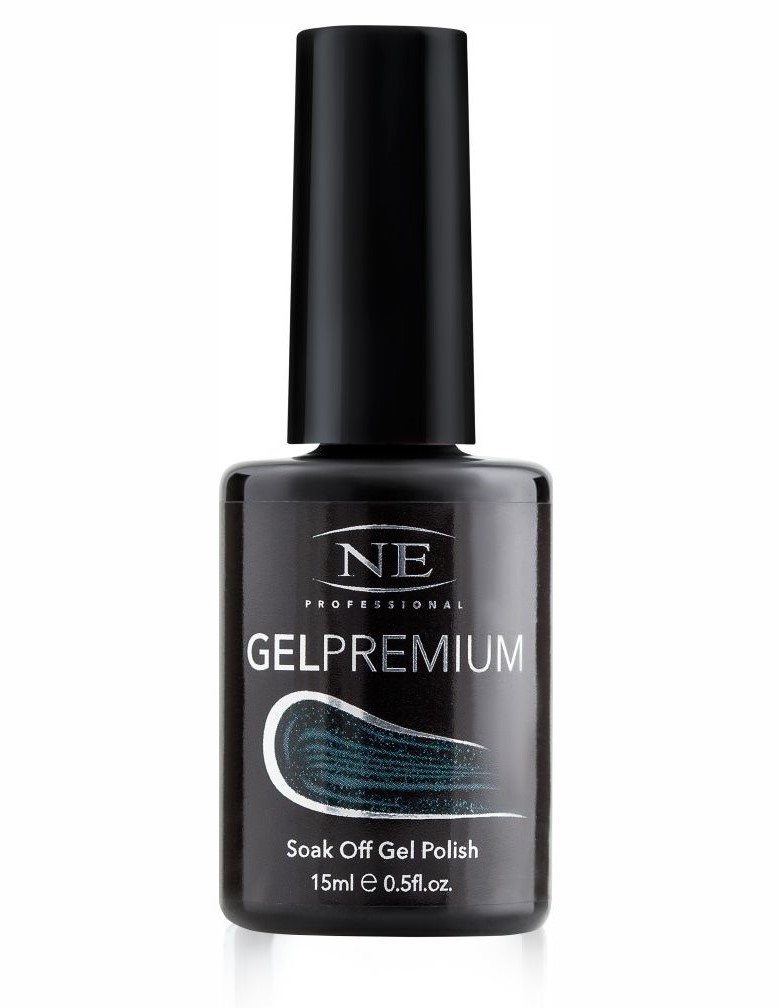 NE
PROFESSIONAL
GELPREMIUM
Soak Off Gel Polish
15ml ℮ 0.5fl.oz.